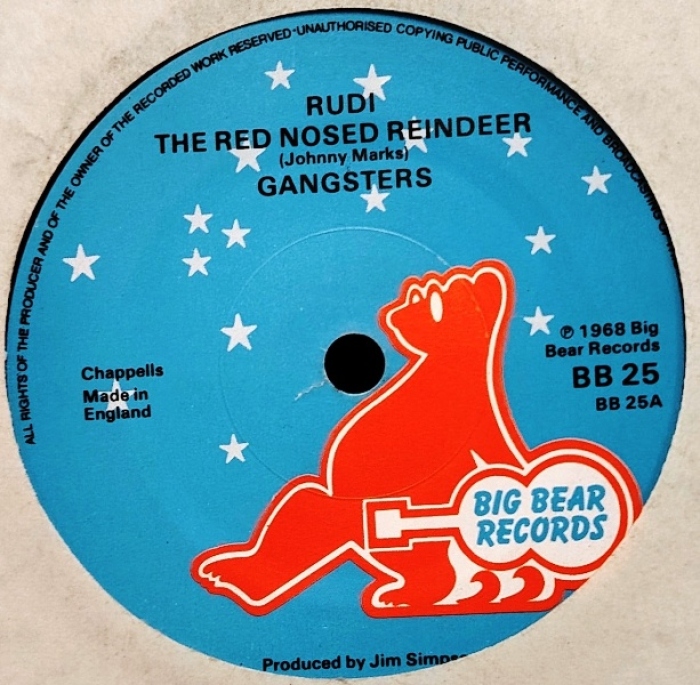 ALL RIGHTS OF THE PRODUCER AND OF THE OWNER OF THE RECORDED WORK RESERVED·UNAUTHORISED COPYING PUBLIC PERFORMANCE AND BROADCASTING
RUDI
THE RED NOSED REINDEER
(Johnny Marks)
GANGSTERS
℗ 1968 Big
Bear Records
BB 25
BB 25A
Chappells
Made in
England
BIG BEAR
RECORDS
Produced by Jim